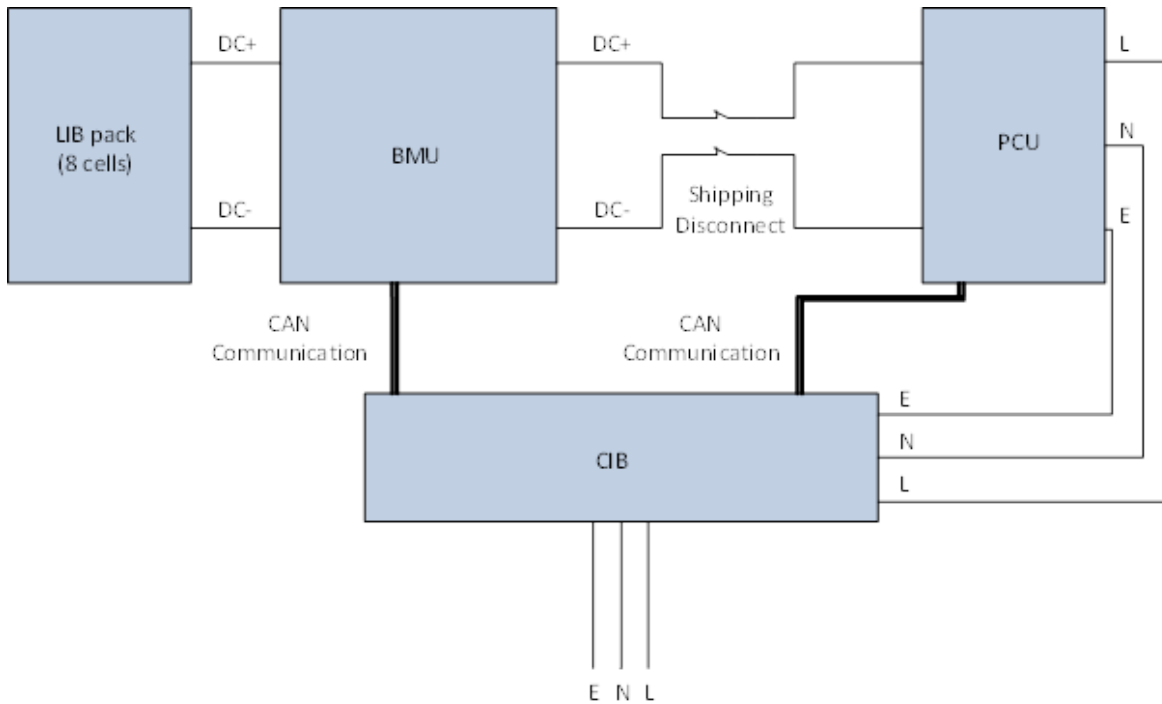 DC+
DC+
L
LIB pack
(8 cells)
BMU
PCU
N
DC-
DC-
Shipping
Disconnect
E
CAN
Communication
CAN
Communication
E
CIB
N
L
E N L